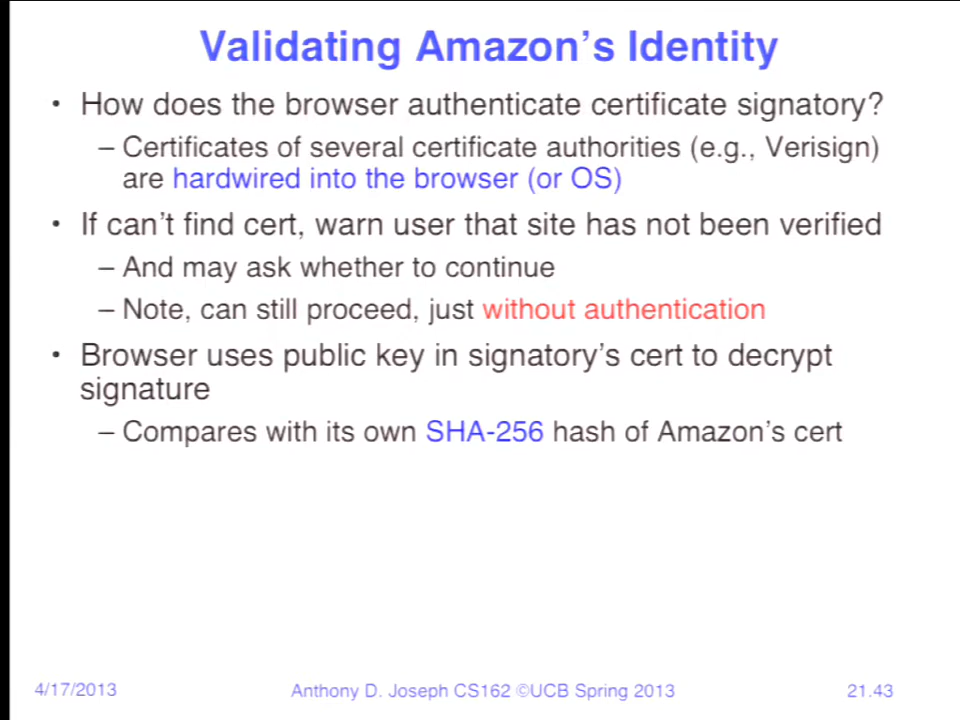 Validating Amazon's Identity
• How does the browser authenticate certificate signatory?
– Certificates of several certificate authorities (e.g., Verisign)
are hardwired into the browser (or OS)
• If can't find cert, warn user that site has not been verified
– And may ask whether to continue
– Note, can still proceed, just without authentication
• Browser uses public key in signatory's cert to decrypt
signature
– Compares with its own SHA-256 hash of Amazon's cert
4/17/2013
Anthony D. Joseph CS162 ©UCB Spring 2013
21.43